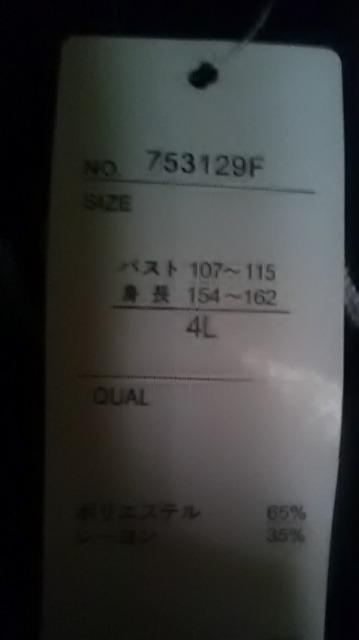 NO. 753129F
SIZE
バスト 107～115
身長 154～162
4L
QUAL
ポリエステル 65%
レーヨン 35%